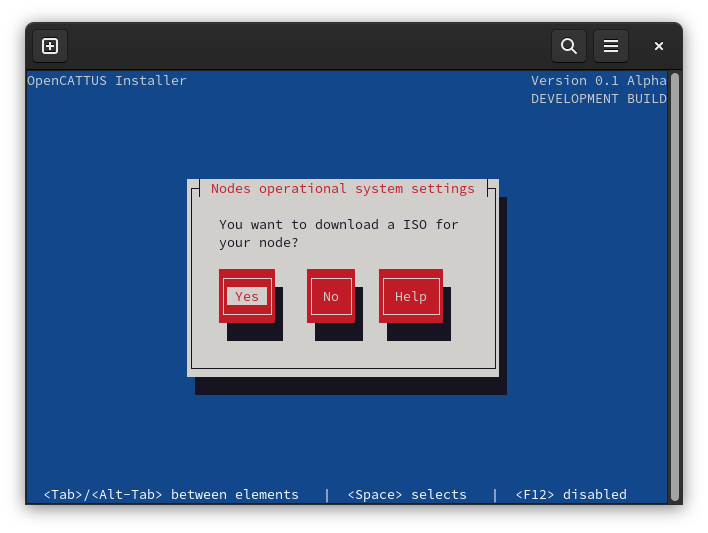 OpenCATTUS Installer
Version 0.1 Alpha
DEVELOPMENT BUILD
Nodes operational system settings
You want to download a ISO for
your node?
Yes No Help
<Tab>/<Alt-Tab> between elements | <Space> selects | <F12> disabled